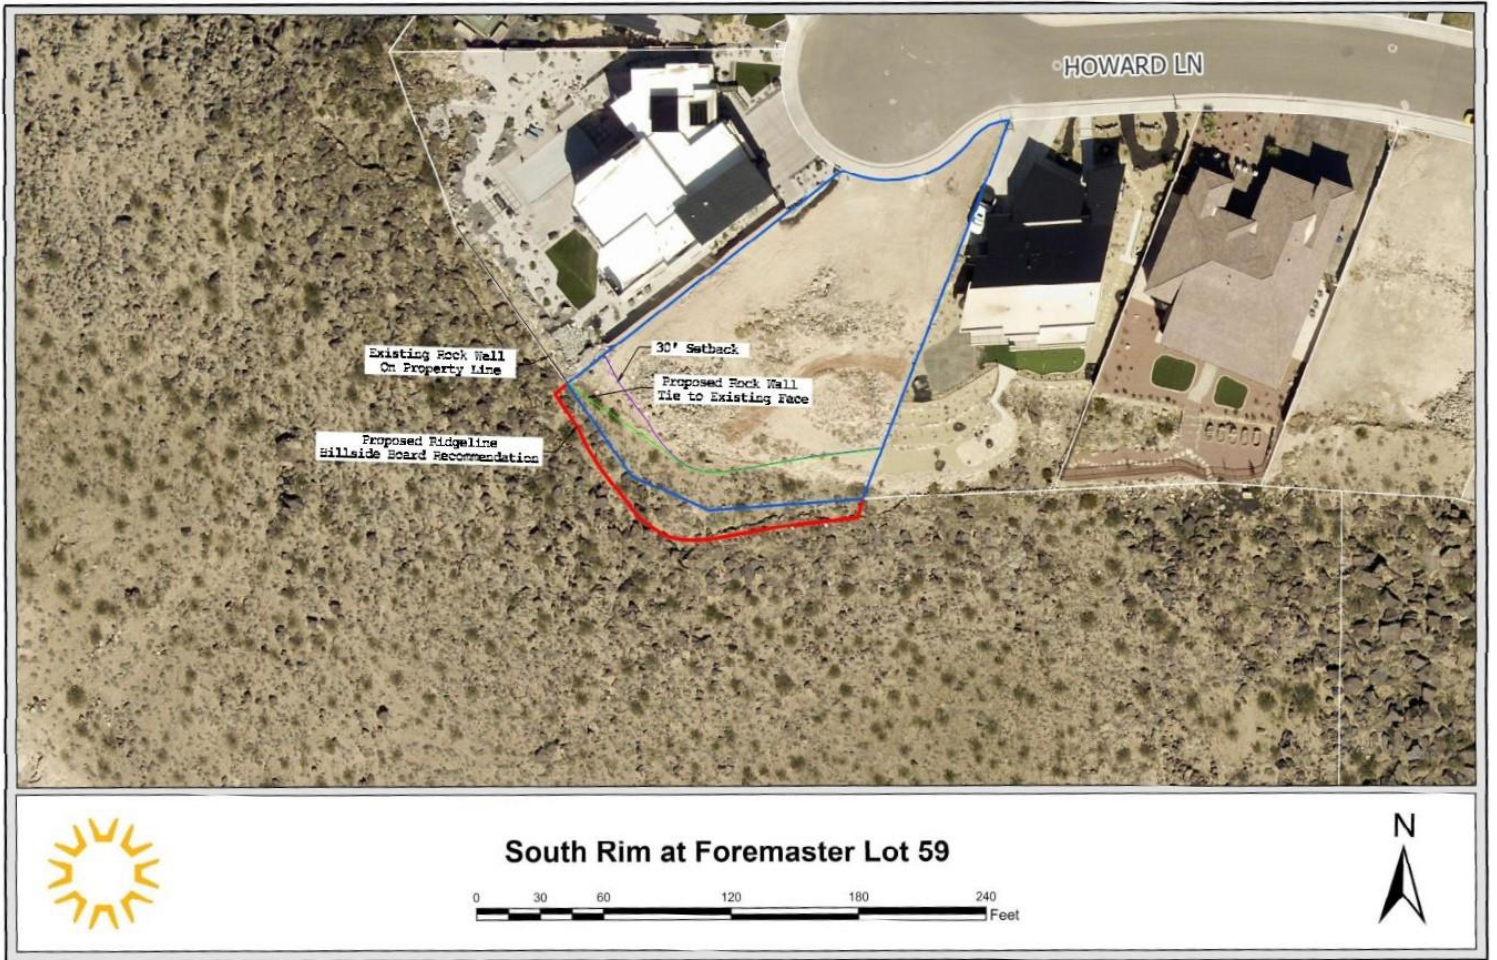 HOWARD LN
30' Setback
Existing Rock Wall
On Property Line
Proposed Rock Wall
Tie to Existing Face
Proposed Ridgeline
Hillside Board Recommendation
South Rim at Foremaster Lot 59
N
0 30 60 120 180 240
Feet